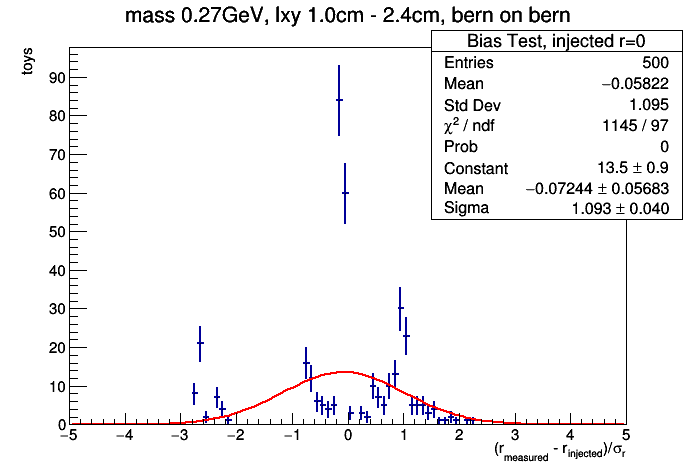 mass 0.27GeV, lxy 1.0cm - 2.4cm, bern on bern
toys
Bias Test, injected r=0
Entries 500
Mean −0.05822
Std Dev 1.095
χ² / ndf 1145 / 97
Prob 0
Constant 13.5 ± 0.9
Mean −0.07244 ± 0.05683
Sigma 1.093 ± 0.040
90
80
70
60
50
40
30
20
10
0
−5 −4 −3 −2 −1 0 1 2 3 4 5
(r_measured - r_injected)/σ_r